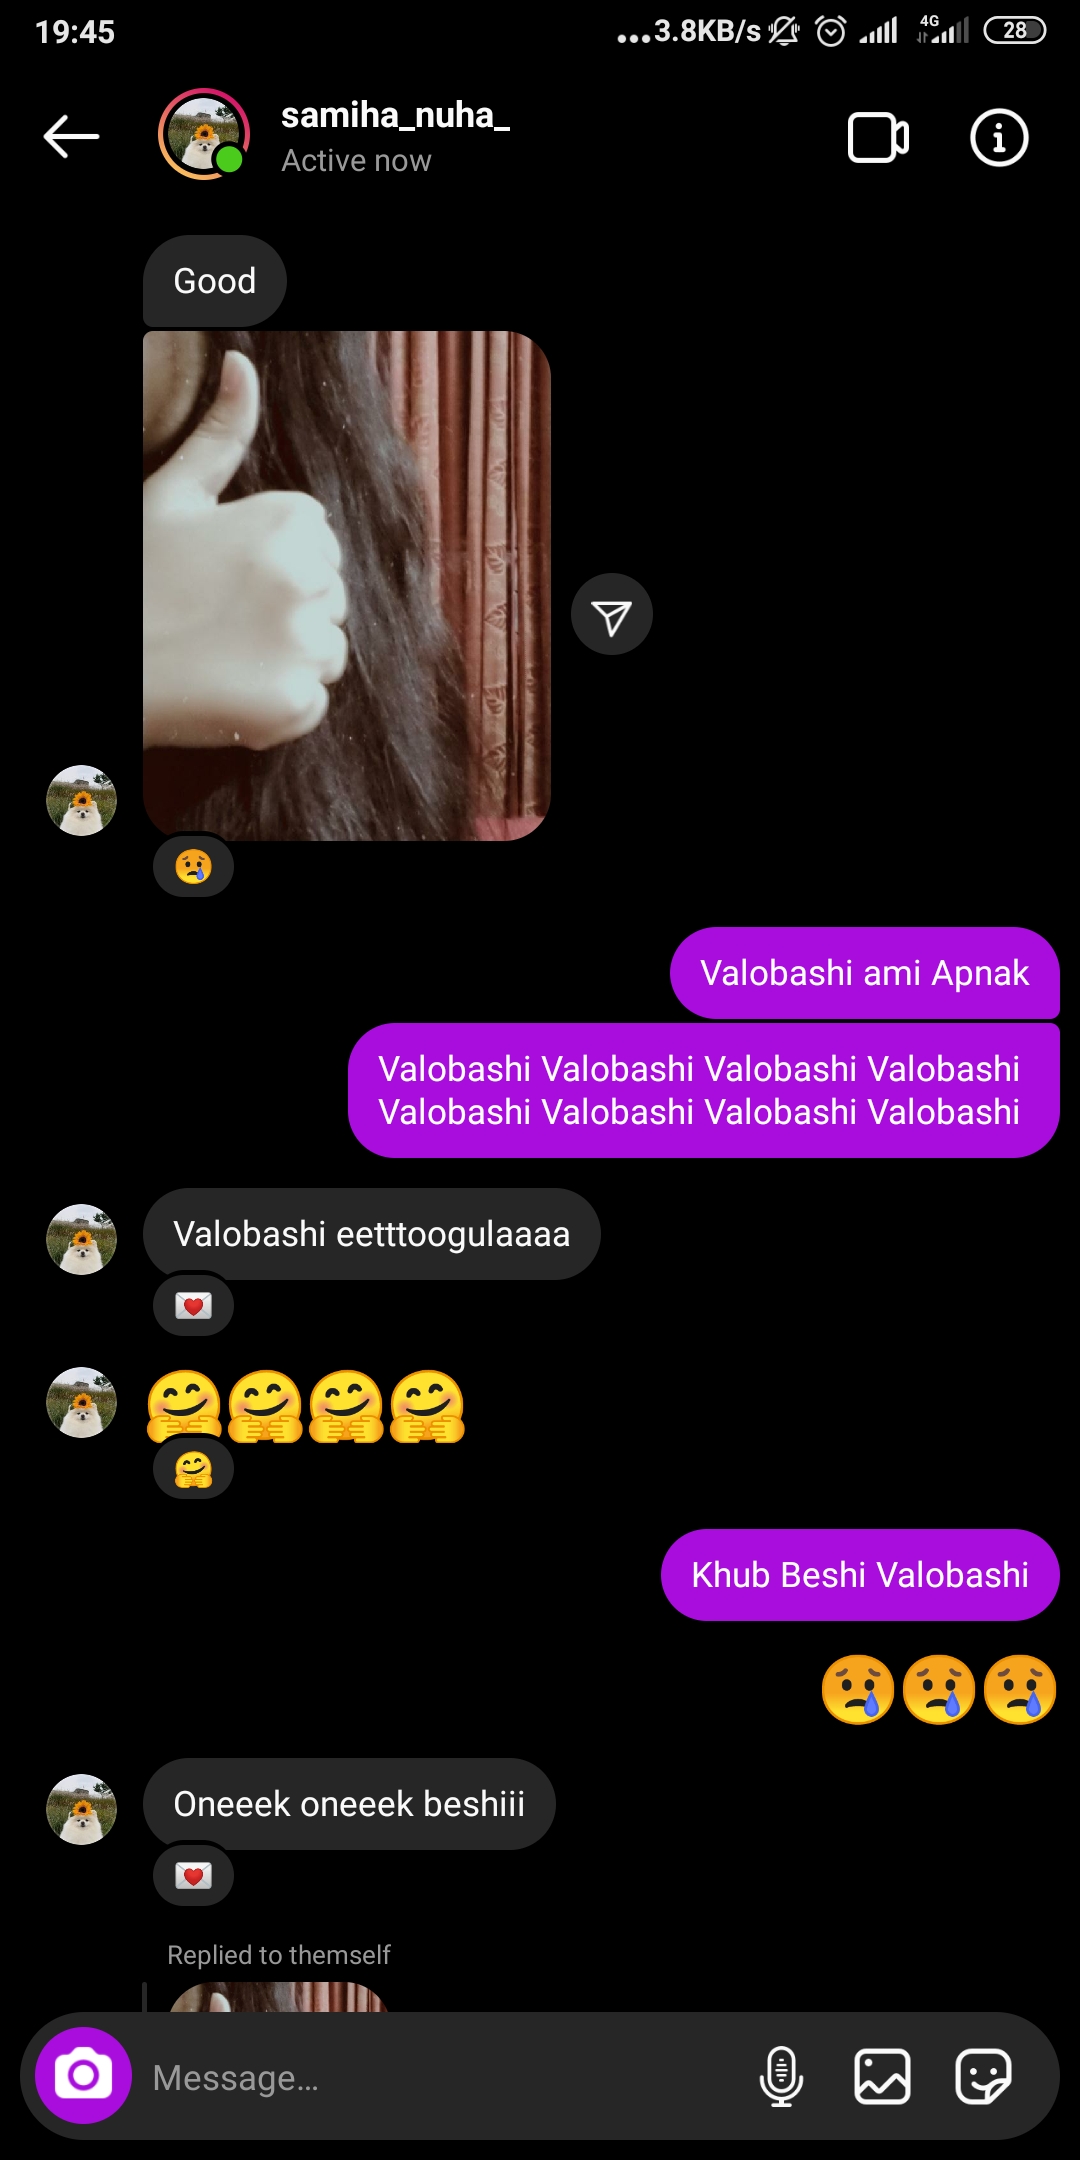 19:45
...3.8KB/s
4G
28
samiha_nuha_
Active now
Good
Valobashi ami Apnak
Valobashi Valobashi Valobashi Valobashi
Valobashi Valobashi Valobashi Valobashi
Valobashi eetttoogulaaaa
Khub Beshi Valobashi
Oneeek oneeek beshiii
Replied to themself
Message...